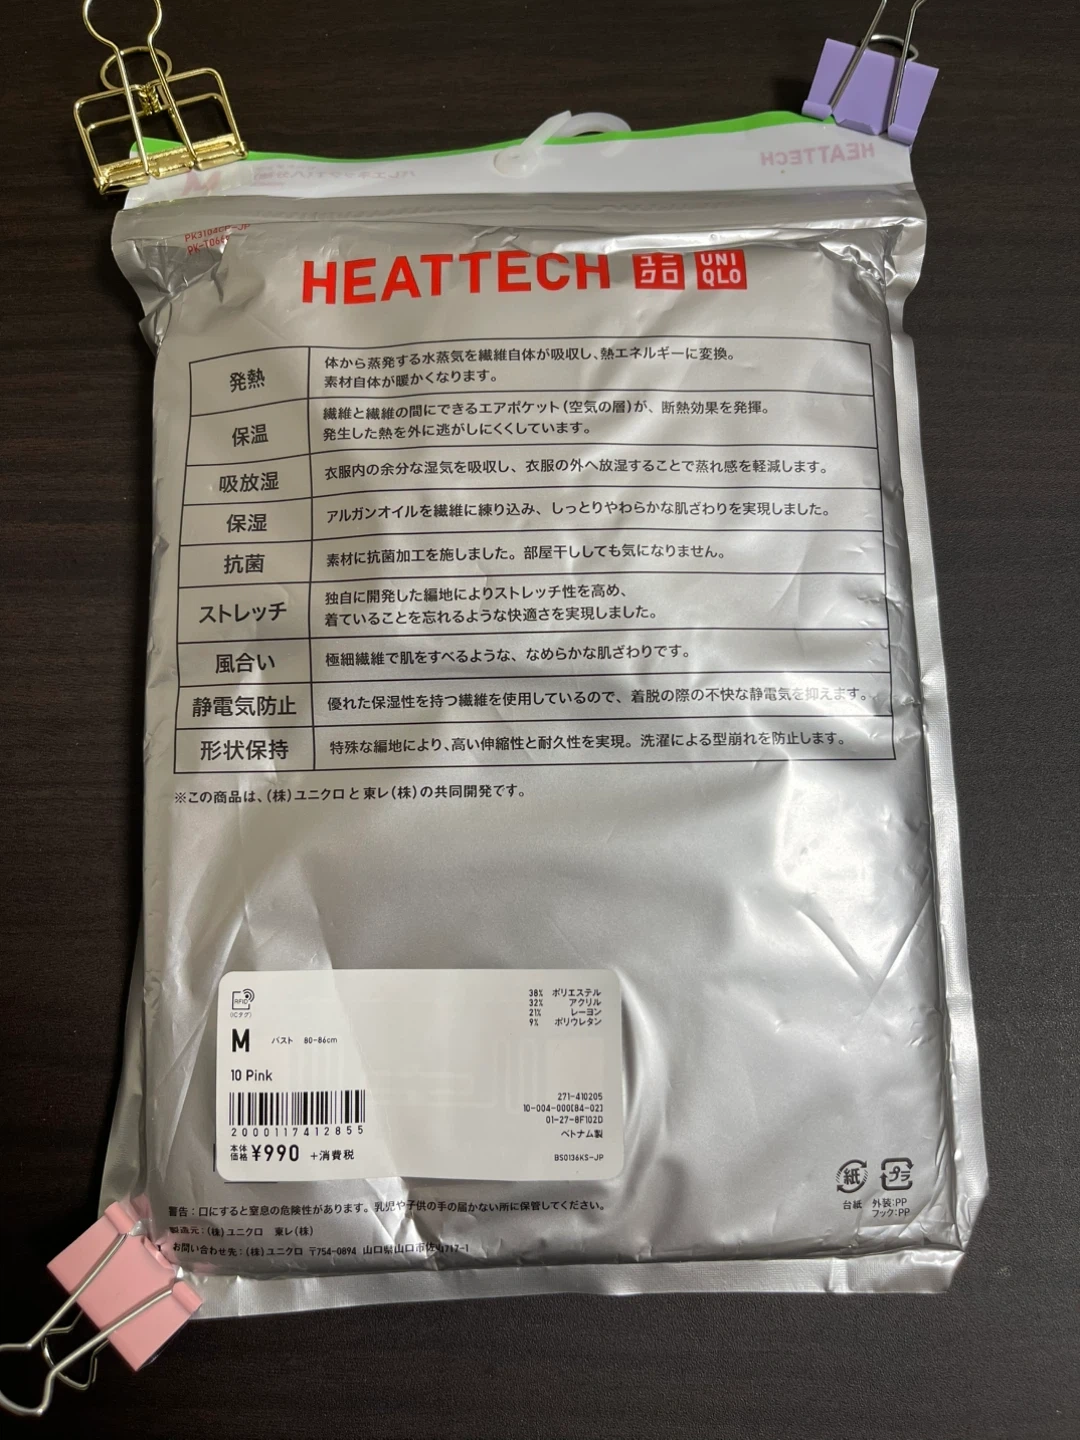 HEATTECH
PK-T066
HEATTECH ユニクロ UNIQLO
発熱 体から蒸発する水蒸気を繊維自体が吸収し、熱エネルギーに変換。
素材自体が暖かくなります。
保温 繊維と繊維の間にできるエアポケット(空気の層)が、断熱効果を発揮。
発生した熱を外に逃がしにくくしています。
吸放湿 衣服内の余分な湿気を吸収し、衣服の外へ放湿することで蒸れ感を軽減します。
保湿 アルガンオイルを繊維に練り込み、しっとりやわらかな肌ざわりを実現しました。
抗菌 素材に抗菌加工を施しました。部屋干ししても気になりません。
ストレッチ 独自に開発した編地によりストレッチ性を高め、
着ていることを忘れるような快適さを実現しました。
風合い 極細繊維で肌をすべるような、なめらかな肌ざわりです。
静電気防止 優れた保湿性を持つ繊維を使用しているので、着脱の際の不快な静電気を抑えます。
形状保持 特殊な編地により、高い伸縮性と耐久性を実現。洗濯による型崩れを防止します。
※この商品は、(株)ユニクロと東レ(株)の共同開発です。
RFID
(ICタグ)
38% ポリエステル
32% アクリル
21% レーヨン
9% ポリウレタン
M バスト 80-86cm
10 Pink
271-410205
10-004-000(84-02)
01-27-8F102D
ベトナム製
2000117412855
本体価格 ¥990 +消費税
BS0136KS-JP
紙 プラ
台紙 外装:PP
フック:PP
警告:口にすると窒息の危険性があります。乳児や子供の手の届かない所に保管してください。
製造元:(株)ユニクロ 東レ(株)
お問い合わせ先:(株)ユニクロ 〒754-0894 山口県山口市佐山717-1